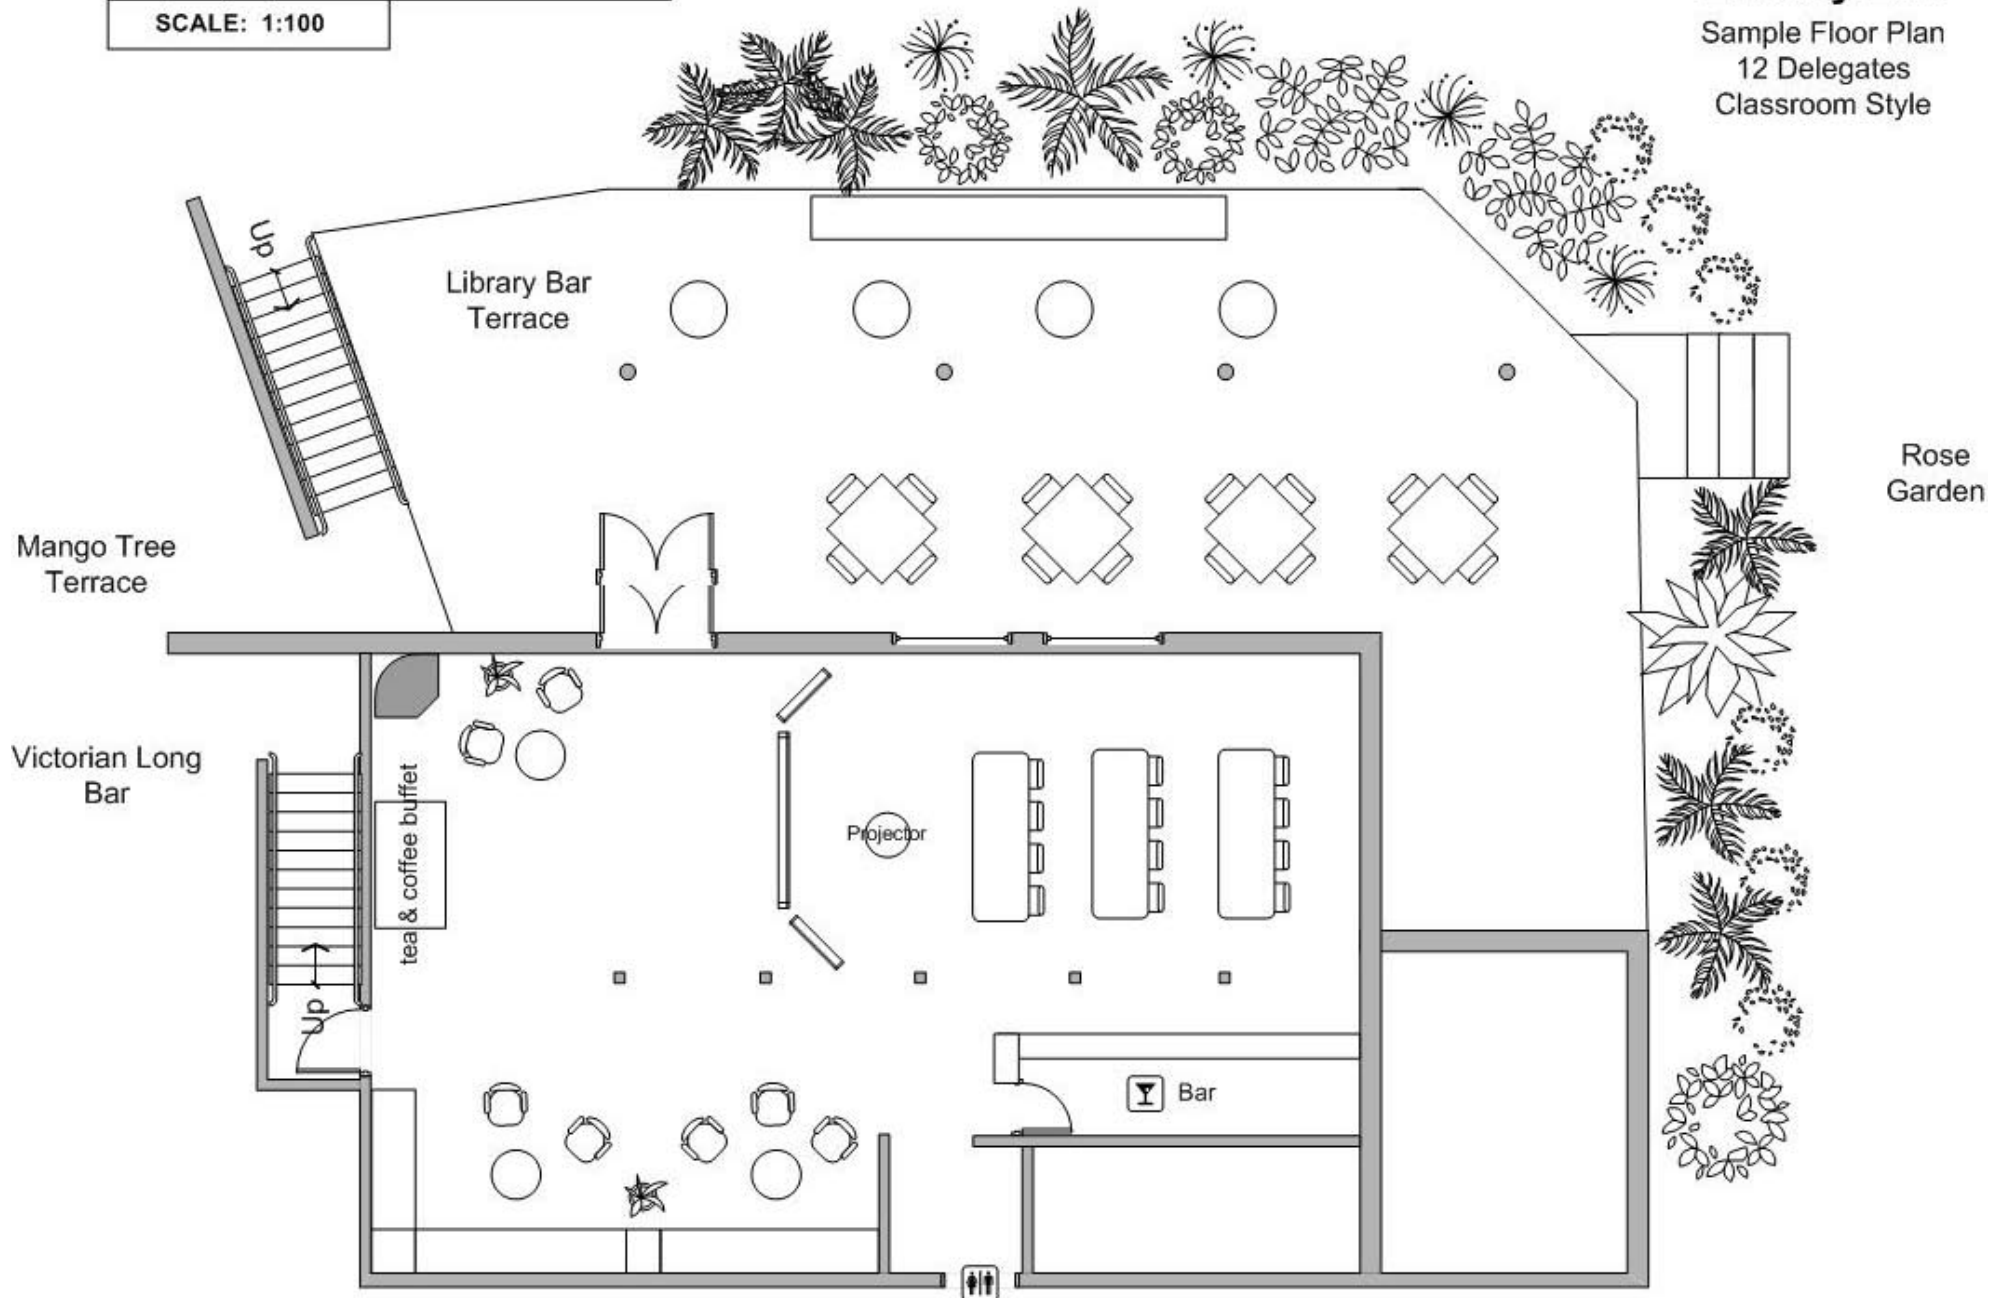 SCALE: 1:100
Sample Floor Plan
12 Delegates
Classroom Style
Up
Library Bar
Terrace
Rose
Garden
Mango Tree
Terrace
Victorian Long
Bar
tea & coffee buffet
Projector
Up
Bar